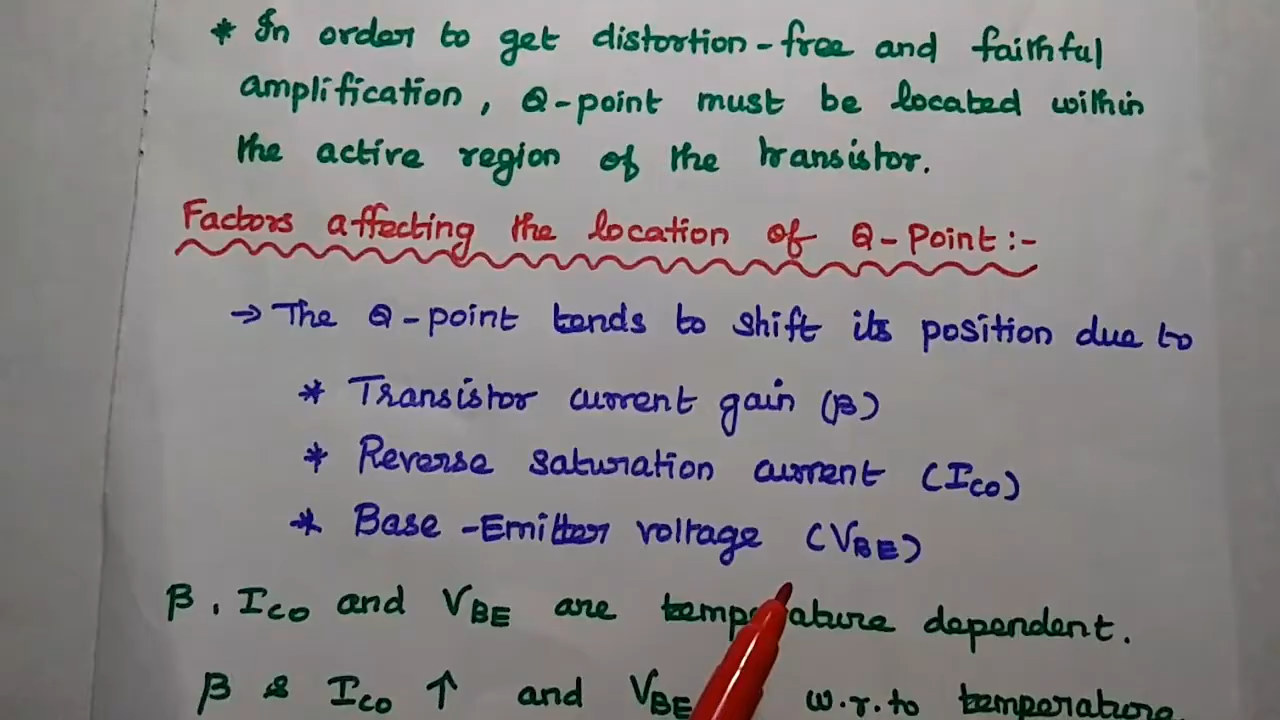 * In order to get distortion-free and faithful
amplification, Q-point must be located within
the active region of the transistor.
Factors affecting the location of Q-Point:-
→ The Q-point tends to shift its position due to
* Transistor current gain (β)
* Reverse saturation current (ICO)
* Base-Emitter voltage (VBE)
β, ICO and VBE are temperature dependent.
β & ICO ↑ and VBE w.r.to temperature.